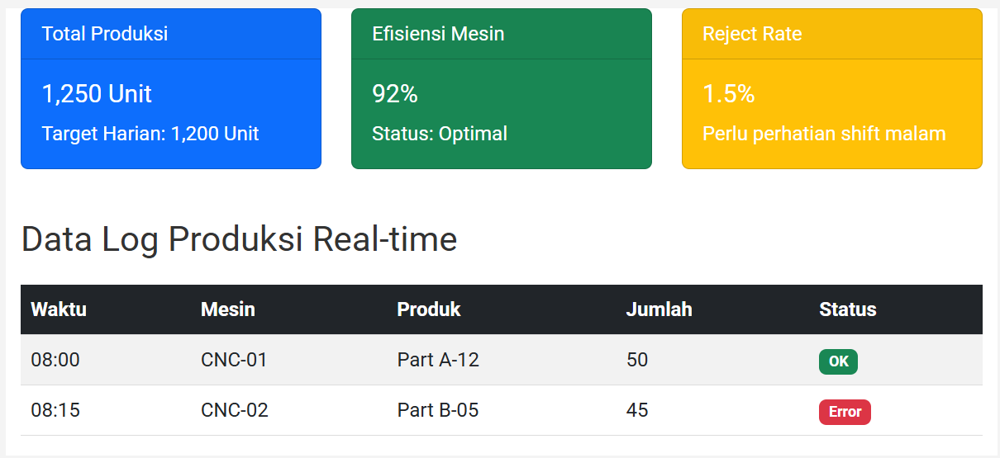 Total Produksi
1,250 Unit
Target Harian: 1,200 Unit
Efisiensi Mesin
92%
Status: Optimal
Reject Rate
1.5%
Perlu perhatian shift malam
Data Log Produksi Real-time
Waktu Mesin Produk Jumlah Status
08:00 CNC-01 Part A-12 50 OK
08:15 CNC-02 Part B-05 45 Error